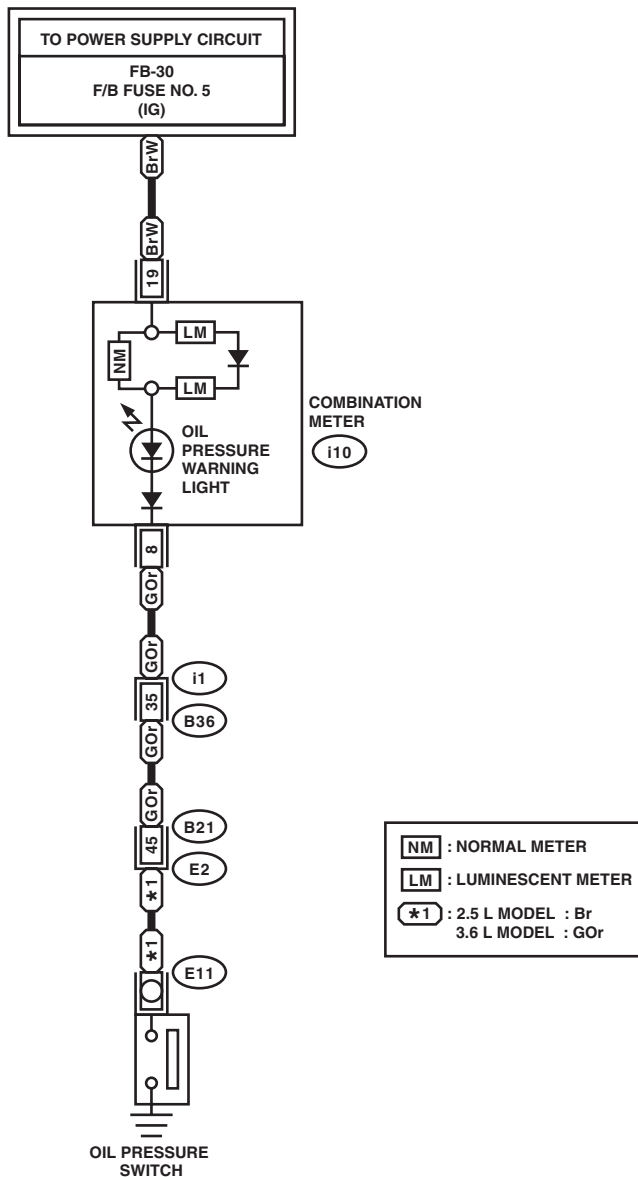 TO POWER SUPPLY CIRCUIT
FB-30
F/B FUSE NO. 5
(IG)
BrW
BrW
19
LM
NM
LM
OIL
PRESSURE
WARNING
LIGHT
COMBINATION
METER
i10
8
GOr
GOr
i1
35
B36
GOr
GOr
B21
45
E2
*1
*1
E11
OIL PRESSURE
SWITCH
NM : NORMAL METER
LM : LUMINESCENT METER
*1 : 2.5 L MODEL : Br
3.6 L MODEL : GOr